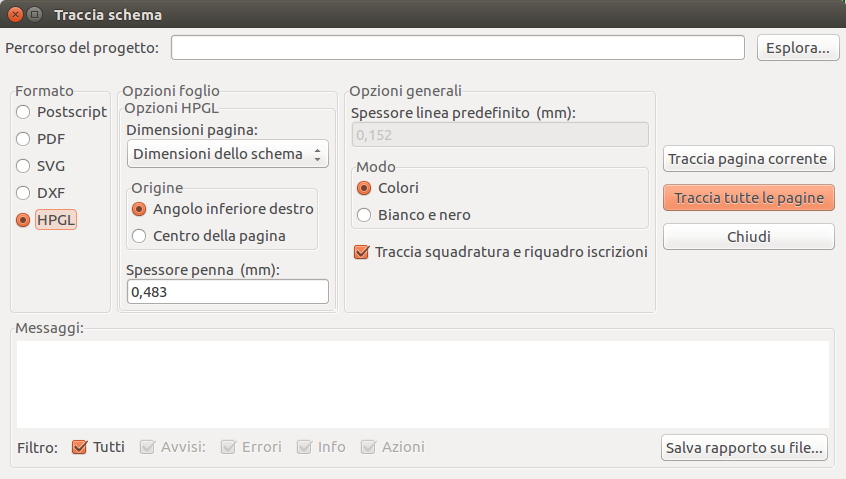 Traccia schema
Percorso del progetto:
Esplora...
Formato
Postscript
PDF
SVG
DXF
HPGL
Opzioni foglio
Opzioni HPGL
Dimensioni pagina:
Dimensioni dello schema
Origine
Angolo inferiore destro
Centro della pagina
Spessore penna (mm):
0,483
Opzioni generali
Spessore linea predefinito (mm):
0,152
Modo
Colori
Bianco e nero
Traccia squadratura e riquadro iscrizioni
Traccia pagina corrente
Traccia tutte le pagine
Chiudi
Messaggi:
Filtro: Tutti Avvisi: Errori Info Azioni
Salva rapporto su file...